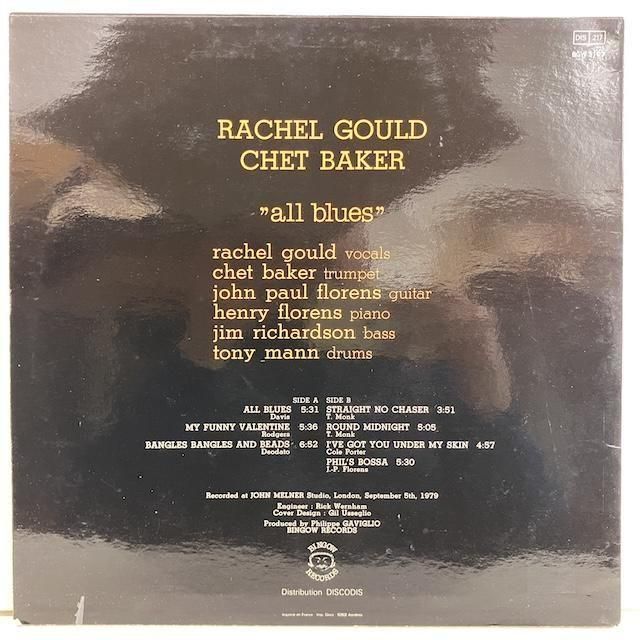 DIS 217
RACHEL GOULD
CHET BAKER
"all blues"
rachel gould vocals
chet baker trumpet
john paul florens guitar
henry florens piano
jim richardson bass
tony mann drums
SIDE A SIDE B
ALL BLUES 5:31 STRAIGHT NO CHASER 3:51
Davis T. Monk
MY FUNNY VALENTINE 5:36 ROUND MIDNIGHT 5:05
Rodgers T. Monk
BANGLES BANGLES AND BEADS 6:52 I'VE GOT YOU UNDER MY SKIN 4:57
Deodato Cole Porter
PHIL'S BOSSA 5:30
J.-P. Florens
Recorded at JOHN MELNER Studio, London, September 5th, 1979
Engineer : Rick Wernham
Cover Design : Gil Usseglio
Produced by Philippe GAVIGLIO
BINGOW RECORDS
BINGOW
RECORDS
Distribution DISCODIS